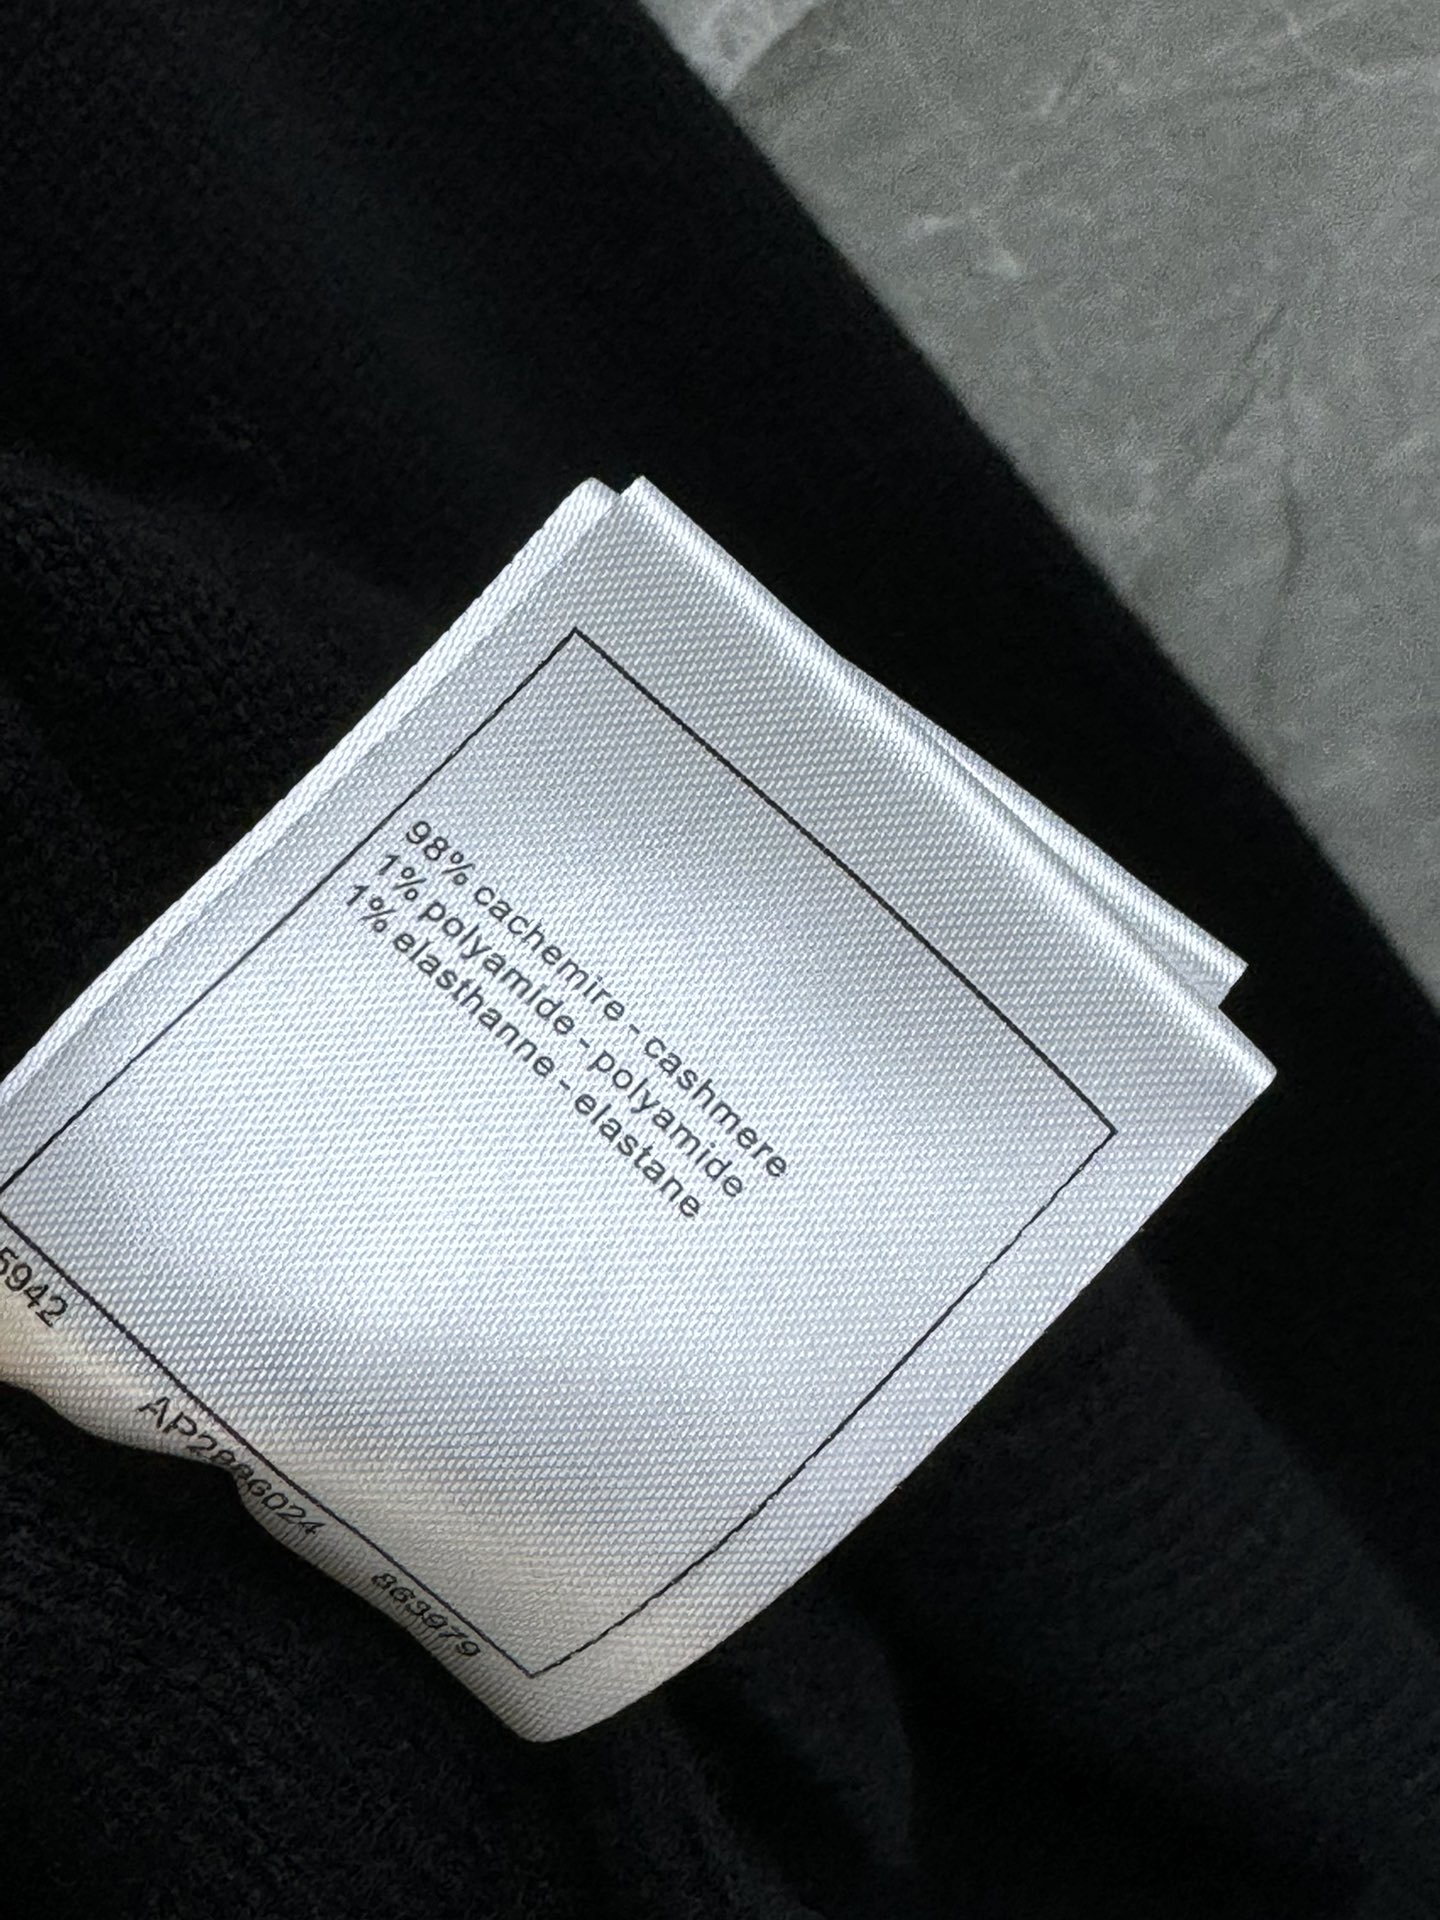 98% cachemire - cashmere
1% polyamide - polyamide
1% elasthanne - elastane
5942
863979